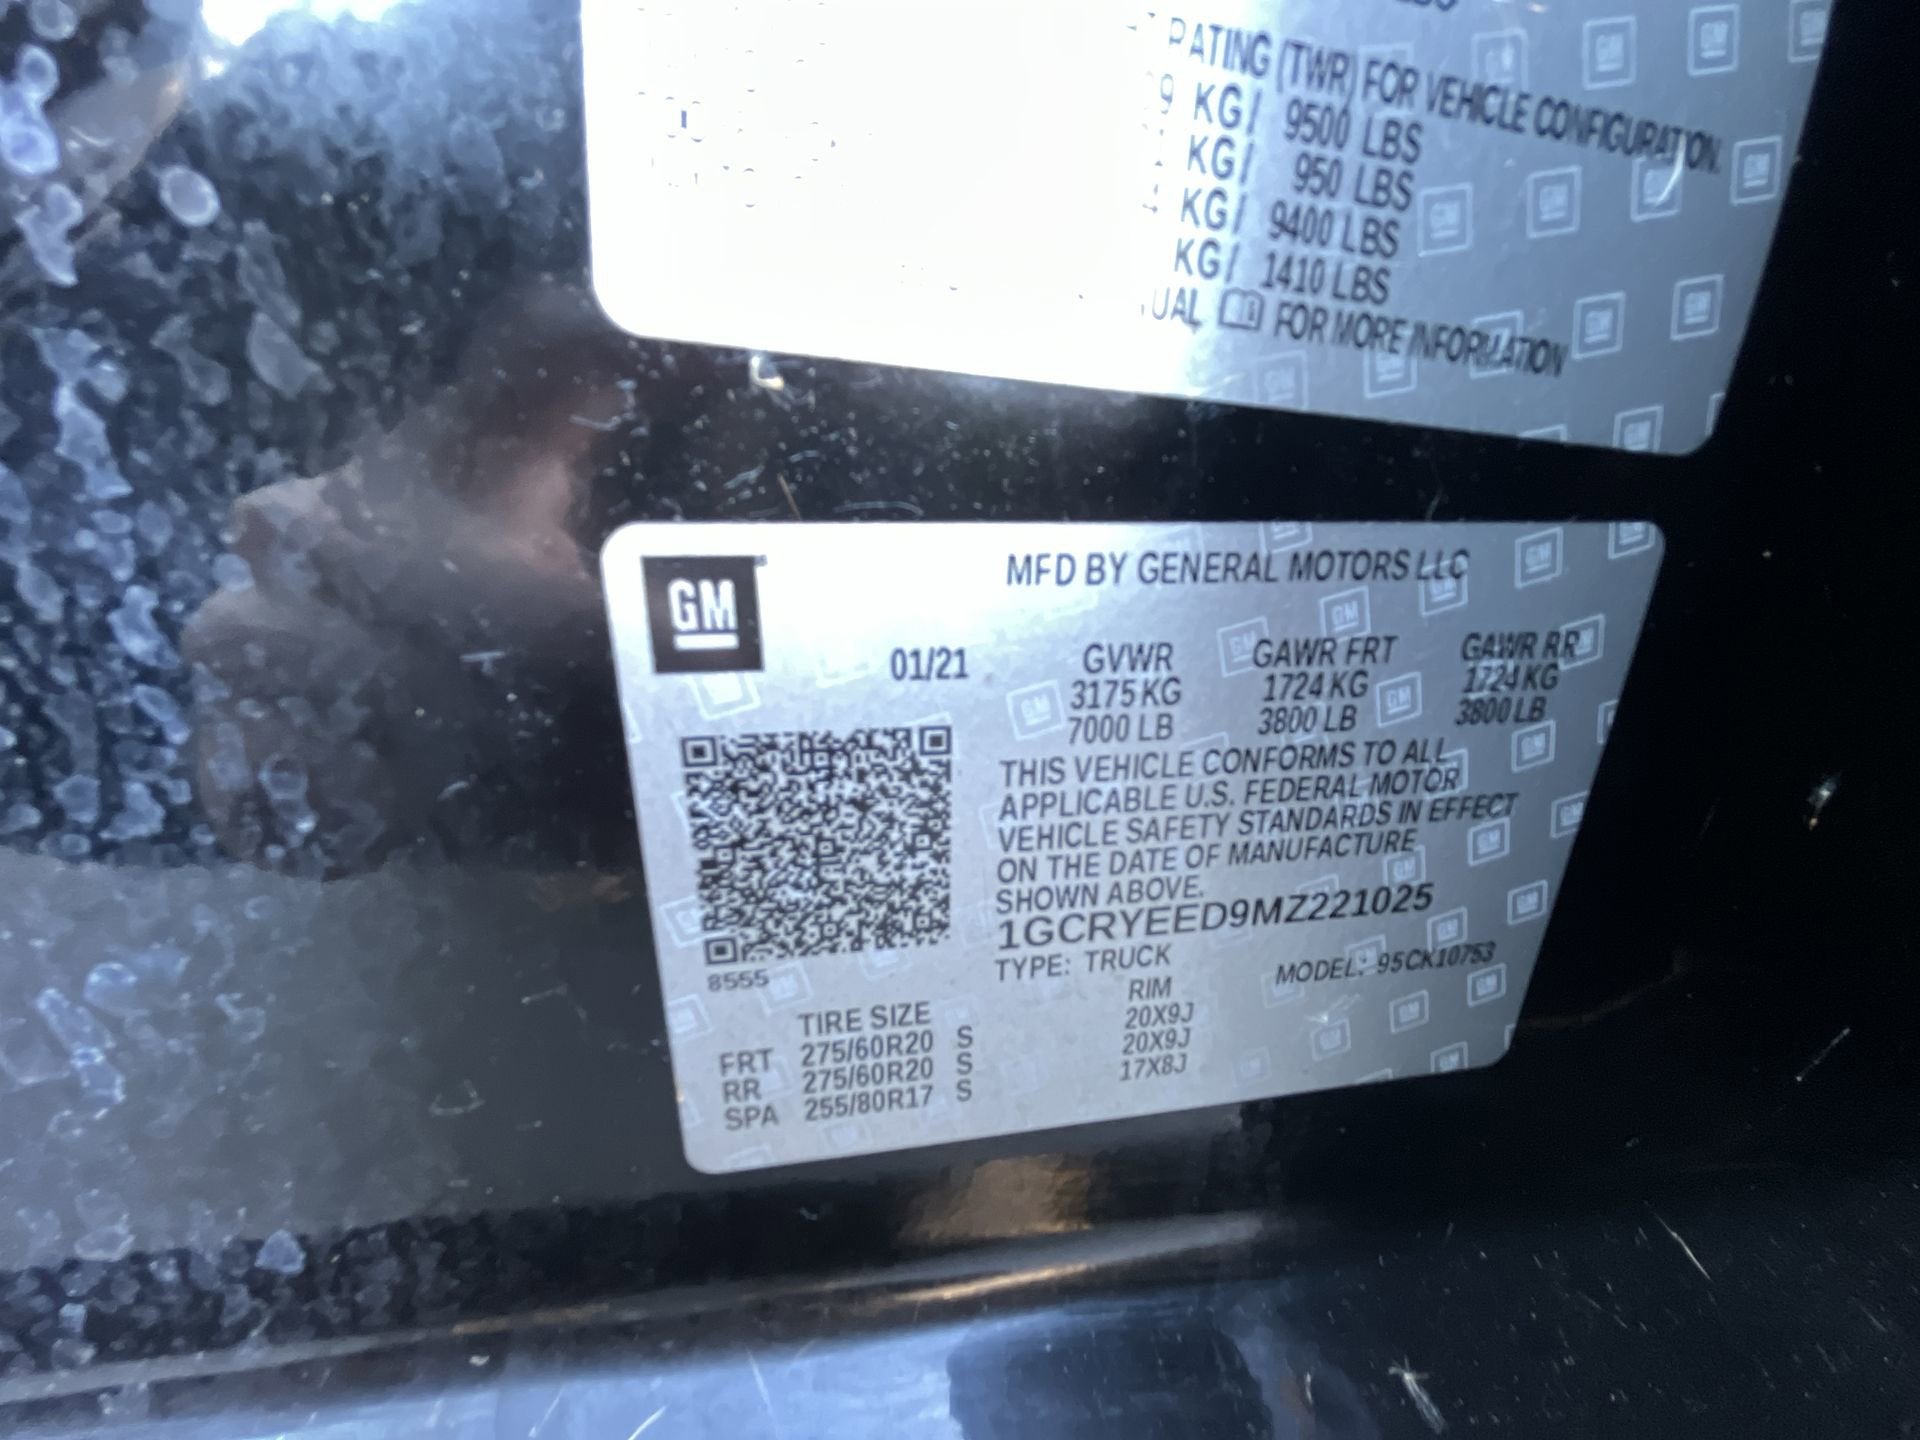 RATING (TWR) FOR VEHICLE CONFIGURATION.
9 KG/ 9500 LBS
KG/ 950 LBS
KG/ 9400 LBS
KG/ 1410 LBS
UAL FOR MORE INFORMATION
GM
MFD BY GENERAL MOTORS LLC
01/21
GVWR GAWR FRT GAWR RR
3175 KG 1724 KG 1724 KG
7000 LB 3800 LB 3800 LB
THIS VEHICLE CONFORMS TO ALL
APPLICABLE U.S. FEDERAL MOTOR
VEHICLE SAFETY STANDARDS IN EFFECT
ON THE DATE OF MANUFACTURE
SHOWN ABOVE.
1GCRYEED9MZ221025
TYPE: TRUCK MODEL: 95CK10753
8555
TIRE SIZE RIM
FRT 275/60R20 S 20X9J
RR 275/60R20 S 20X9J
SPA 255/80R17 S 17X8J